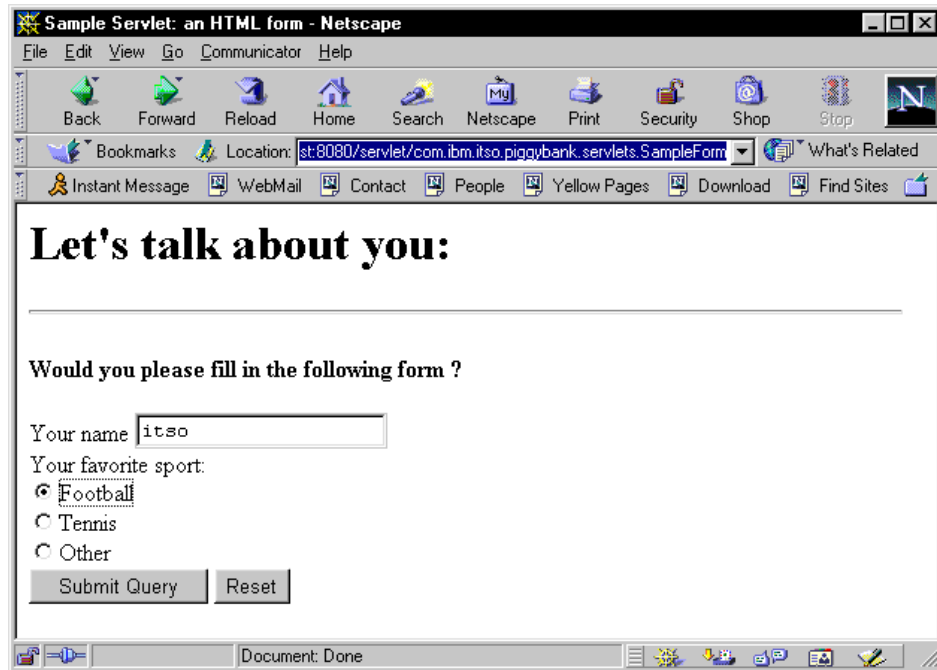 Sample Servlet: an HTML form - Netscape
File Edit View Go Communicator Help
Back Forward Reload Home Search Netscape Print Security Shop Stop
My
N
Bookmarks Location: st:8080/servlet/com.ibm.itso.piggybank.servlets.SampleForm What's Related
Instant Message WebMail Contact People Yellow Pages Download Find Sites
Let's talk about you:
Would you please fill in the following form ?
Your name itso
Your favorite sport:
Football
Tennis
Other
Submit Query Reset
Document: Done